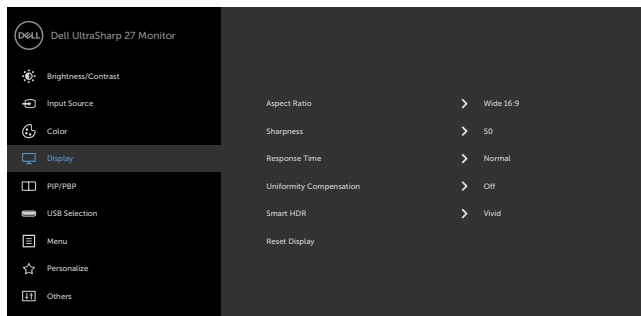 DELL
Dell UltraSharp 27 Monitor
Brightness/Contrast
Input Source
Color
Display
PIP/PBP
USB Selection
Menu
Personalize
Others
Aspect Ratio > Wide 16:9
Sharpness > 50
Response Time > Normal
Uniformity Compensation > Off
Smart HDR > Vivid
Reset Display